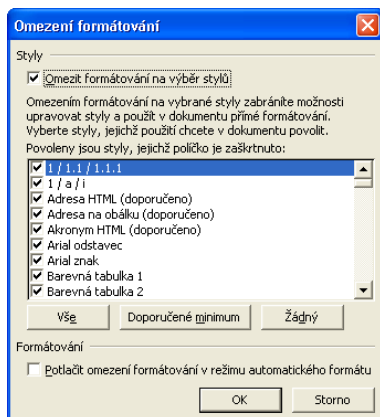 Omezení formátování
Styly
Omezit formátování na výběr stylů
Omezením formátování na vybrané styly zabráníte možnosti
upravovat styly a použít v dokumentu přímé formátování.
Vyberte styly, jejichž použití chcete v dokumentu povolit.
Povoleny jsou styly, jejichž políčko je zaškrtnuto:
1 / 1.1 / 1.1.1
1 / a / i
Adresa HTML (doporučeno)
Adresa na obálku (doporučeno)
Akronym HTML (doporučeno)
Arial odstavec
Arial znak
Barevná tabulka 1
Barevná tabulka 2
Vše Doporučené minimum Žádný
Formátování
Potlačit omezení formátování v režimu automatického formátu
OK Storno